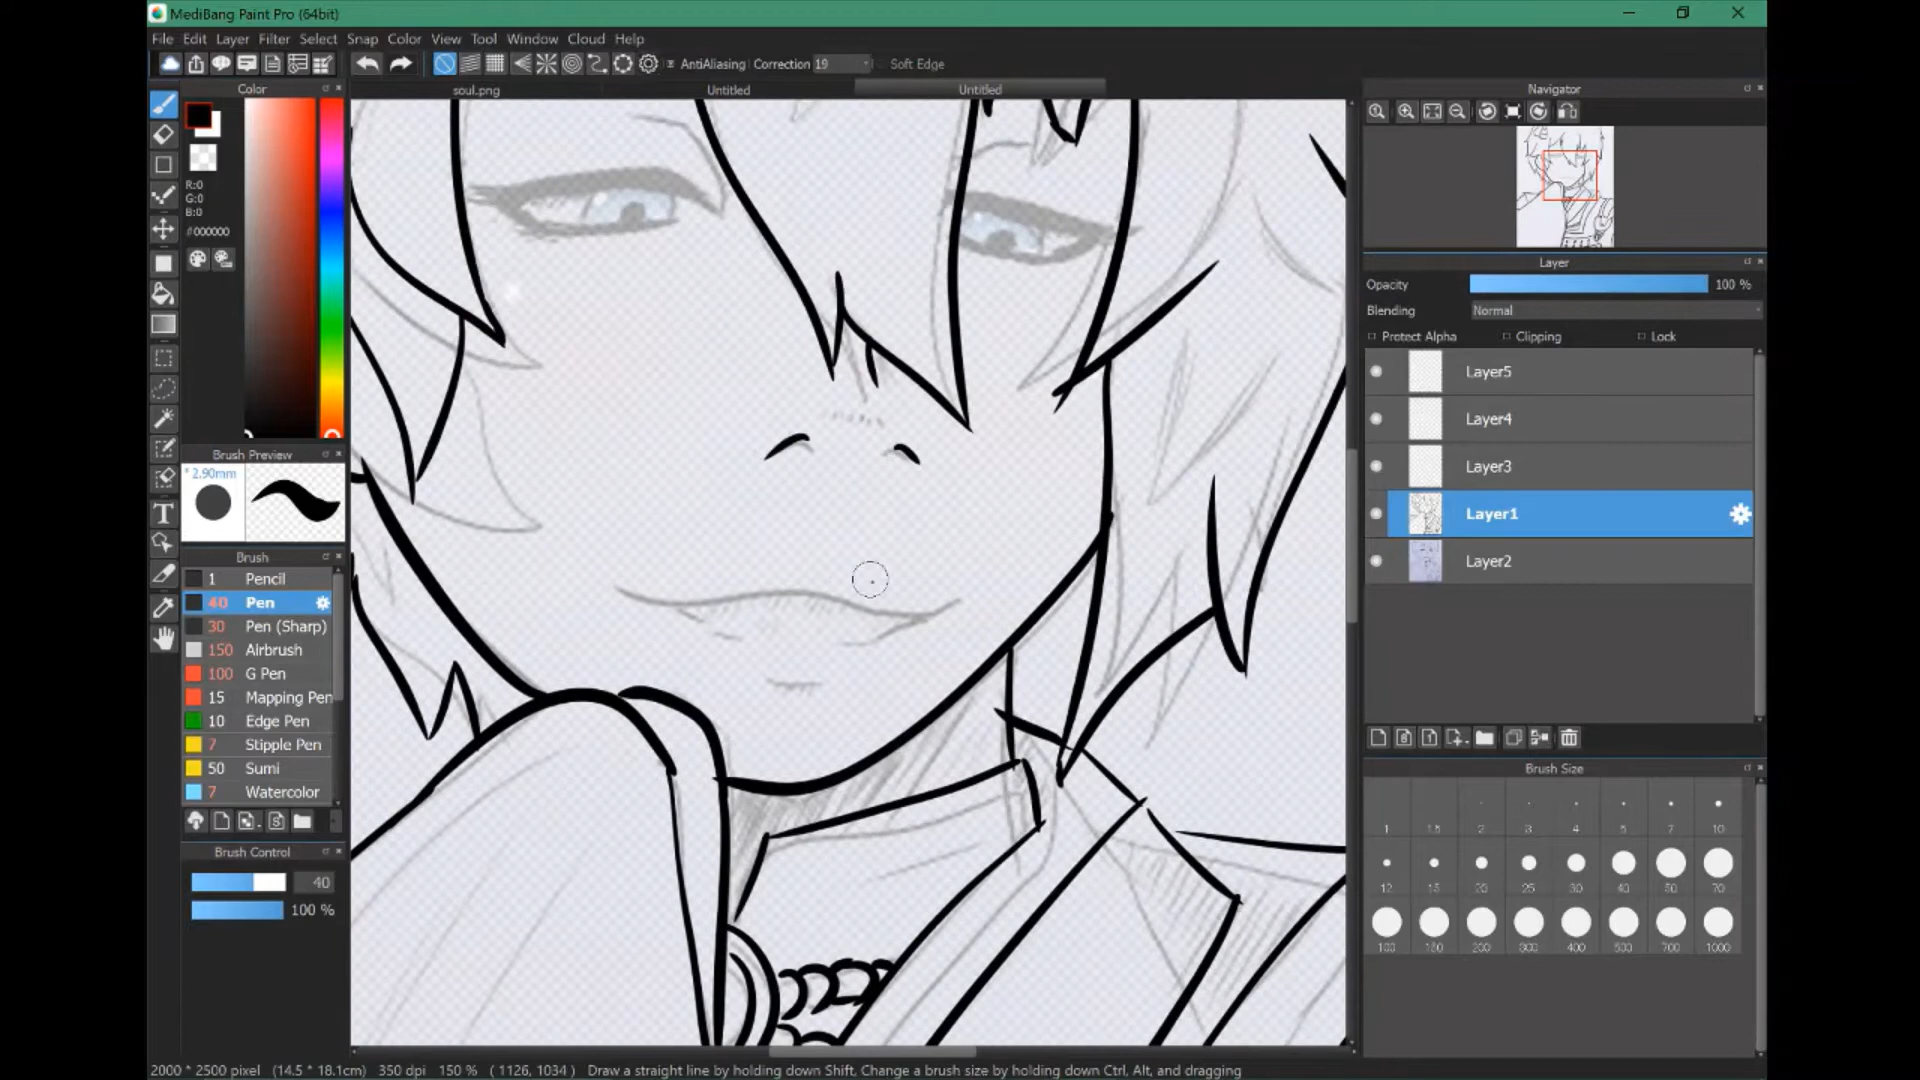 MediBang Paint Pro (64bit)
File Edit Layer Filter Select Snap Color View Tool Window Cloud Help
AntiAliasing Correction 19 Soft Edge
Color
soul.png Untitled Untitled
Navigator
R:0
G:0
B:0
#000000
Layer
Opacity 100 %
Blending Normal
Protect Alpha Clipping Lock
Layer5
Layer4
Layer3
Layer1
Layer2
Brush Preview
* 2.90mm
Brush
1 Pencil
40 Pen
30 Pen (Sharp)
150 Airbrush
100 G Pen
15 Mapping Pen
10 Edge Pen
7 Stipple Pen
50 Sumi
7 Watercolor
Brush Control
40
100 %
Brush Size
1 1.5 2 3 4 5 7 10
12 15 20 25 30 40 50 70
100 150 200 300 400 500 700 1000
2000 * 2500 pixel (14.5 * 18.1cm) 350 dpi 150 % ( 1126, 1034 ) Draw a straight line by holding down Shift, Change a brush size by holding down Ctrl, Alt, and dragging